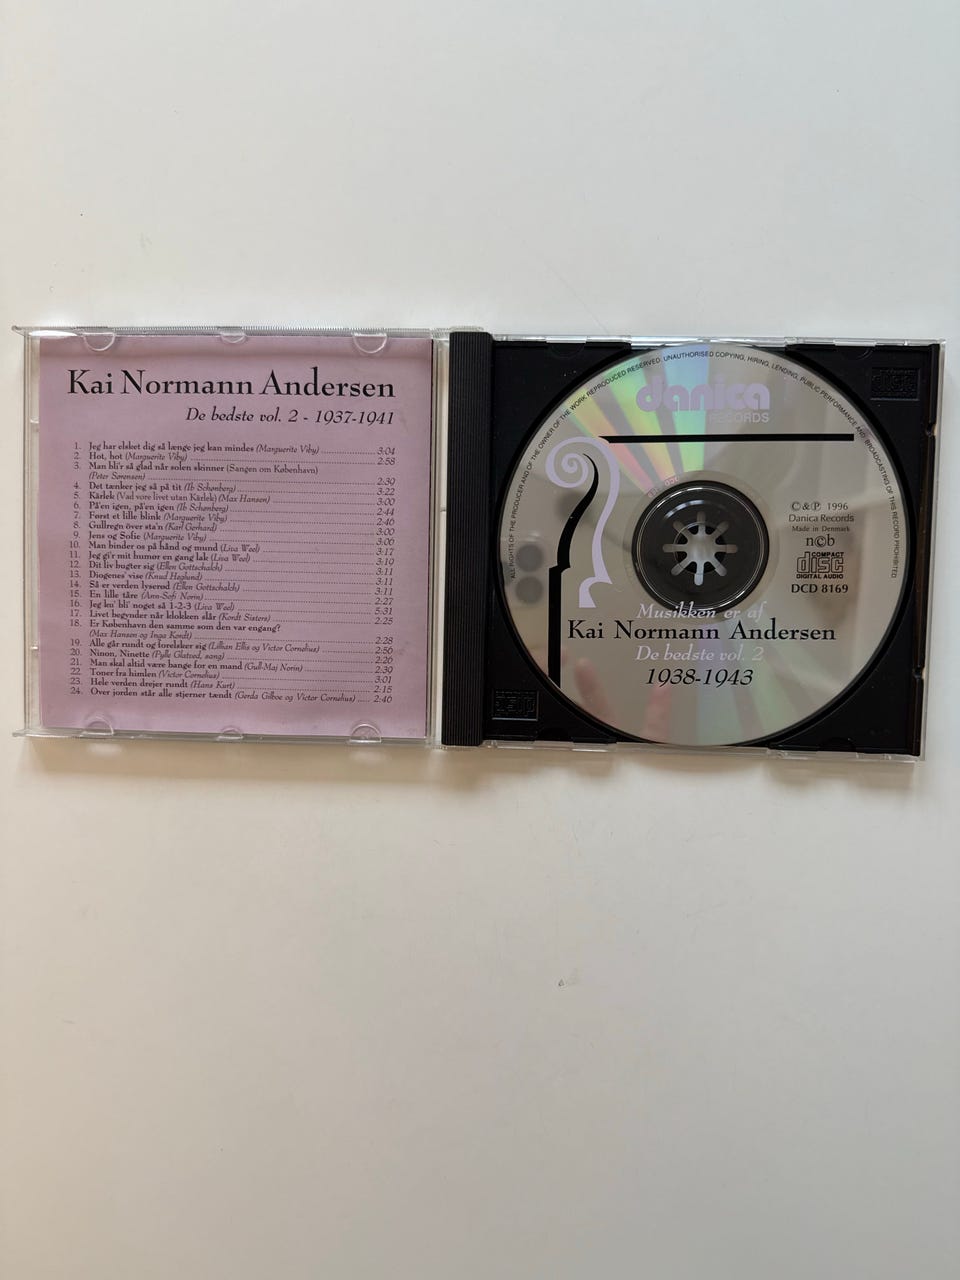 Kai Normann Andersen
De bedste vol. 2 - 1937-1941
1. Jeg har elsket dig så længe jeg kan mindes (Marguerite Viby) 3:04
2. Hot, hot (Marguerite Viby) 2:58
3. Man bli'r så glad når solen skinner (Sangen om København)
(Peter Sørensen) 2:39
4. Det tænker jeg så på tit (Ib Schønberg) 3:22
5. Kärlek (Vad vore livet utan Kärlek) (Max Hansen) 3:00
6. På'en igen, på'en igen (Ib Schønberg) 2:44
7. Først et lille blink (Marguerite Viby) 2:46
8. Gullregn över sta'n (Karl Gerhard) 3:00
9. Jens og Sofie (Marguerite Viby) 3:06
10. Man binder os på hånd og mund (Liva Weel) 3:17
11. Jeg gi'r mit humør en gang lak (Liva Weel) 3:10
12. Dit liv bugter sig (Ellen Gottschalch) 3:11
13. Diogenes' vise (Knud Heglund) 3:11
14. Så er verden lyserød (Ellen Gottschalch) 3:11
15. En lille tåre (Ann-Sofi Norin) 2:27
16. Jeg ku' bli' noget så 1-2-3 (Liva Weel) 5:31
17. Livet begynder når klokken slår (Kordt Sisters) 2:25
18. Er København den samme som den var engang?
(Max Hansen og Inga Kordt) 2:28
19. Alle går rundt og forelsker sig (Lillian Ellis og Victor Cornelius) 2:50
20. Ninon, Ninette (Pylle Glatved, sang) 2:20
21. Man skal altid være bange for en mand (Gull-Maj Norin) 2:30
22. Toner fra himlen (Victor Cornelius) 3:01
23. Hele verden drejer rundt (Hans Kurt) 2:15
24. Over jorden står alle stjerner tændt (Gerda Gilboe og Victor Cornelius) 2:46
ALL RIGHTS OF THE PRODUCER AND OF THE OWNER OF THE WORK REPRODUCED RESERVED. UNAUTHORISED COPYING, HIRING, LENDING, PUBLIC PERFORMANCE AND BROADCASTING OF THIS RECORD PROHIBITED
danica
RECORDS
©&℗ 1996
Danica Records
Made in Denmark
n©b
COMPACT
disc
DIGITAL AUDIO
DCD 8169
Musikken er af
Kai Normann Andersen
De bedste vol. 2
1938-1943